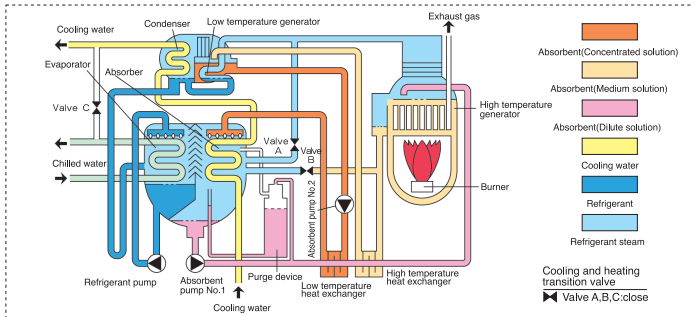 Cooling water
Condenser
Low temperature generator
Exhaust gas
Evaporator
Absorber
Valve C
Chilled water
Valve
A
Valve
B
High temperature
generator
Burner
Absorbent pump No.2
Refrigerant pump
Absorbent
pump No.1
Purge device
Cooling water
Low temperature
heat exchanger
High temperature
heat exchanger
Absorbent(Concentrated solution)
Absorbent(Medium solution)
Absorbent(Dilute solution)
Cooling water
Refrigerant
Refrigerant steam
Cooling and heating
transition valve
Valve A,B,C:close